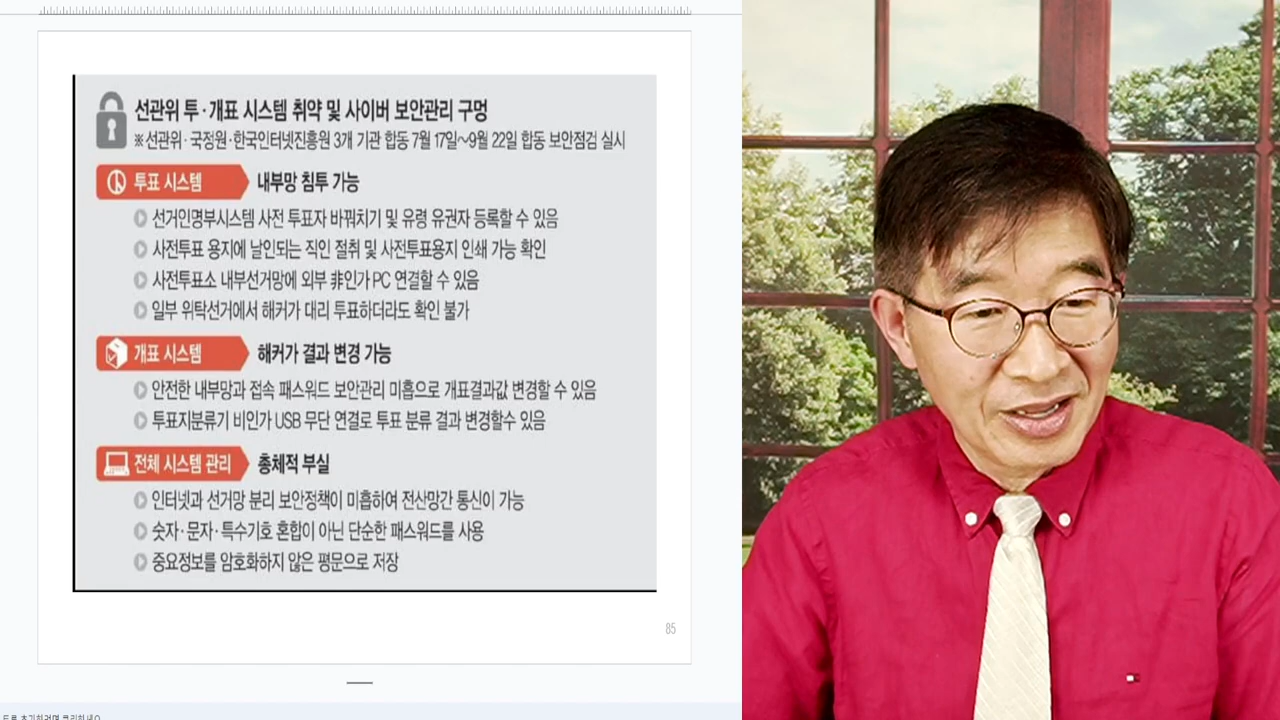 선관위 투·개표 시스템 취약 및 사이버 보안관리 구멍
※선관위·국정원·한국인터넷진흥원 3개 기관 합동 7월 17일~9월 22일 합동 보안점검 실시
투표 시스템 내부망 침투 가능
선거인명부시스템 사전 투표자 바꿔치기 및 유령 유권자 등록할 수 있음
사전투표 용지에 날인되는 직인 절취 및 사전투표용지 인쇄 가능 확인
사전투표소 내부선거망에 외부 非인가 PC 연결할 수 있음
일부 위탁선거에서 해커가 대리 투표하더라도 확인 불가
개표 시스템 해커가 결과 변경 가능
안전한 내부망과 접속 패스워드 보안관리 미흡으로 개표결과값 변경할 수 있음
투표지분류기 비인가 USB 무단 연결로 투표 분류 결과 변경할수 있음
전체 시스템 관리 총체적 부실
인터넷과 선거망 분리 보안정책이 미흡하여 전산망간 통신이 가능
숫자·문자·특수기호 혼합이 아닌 단순한 패스워드를 사용
중요정보를 암호화하지 않은 평문으로 저장
85